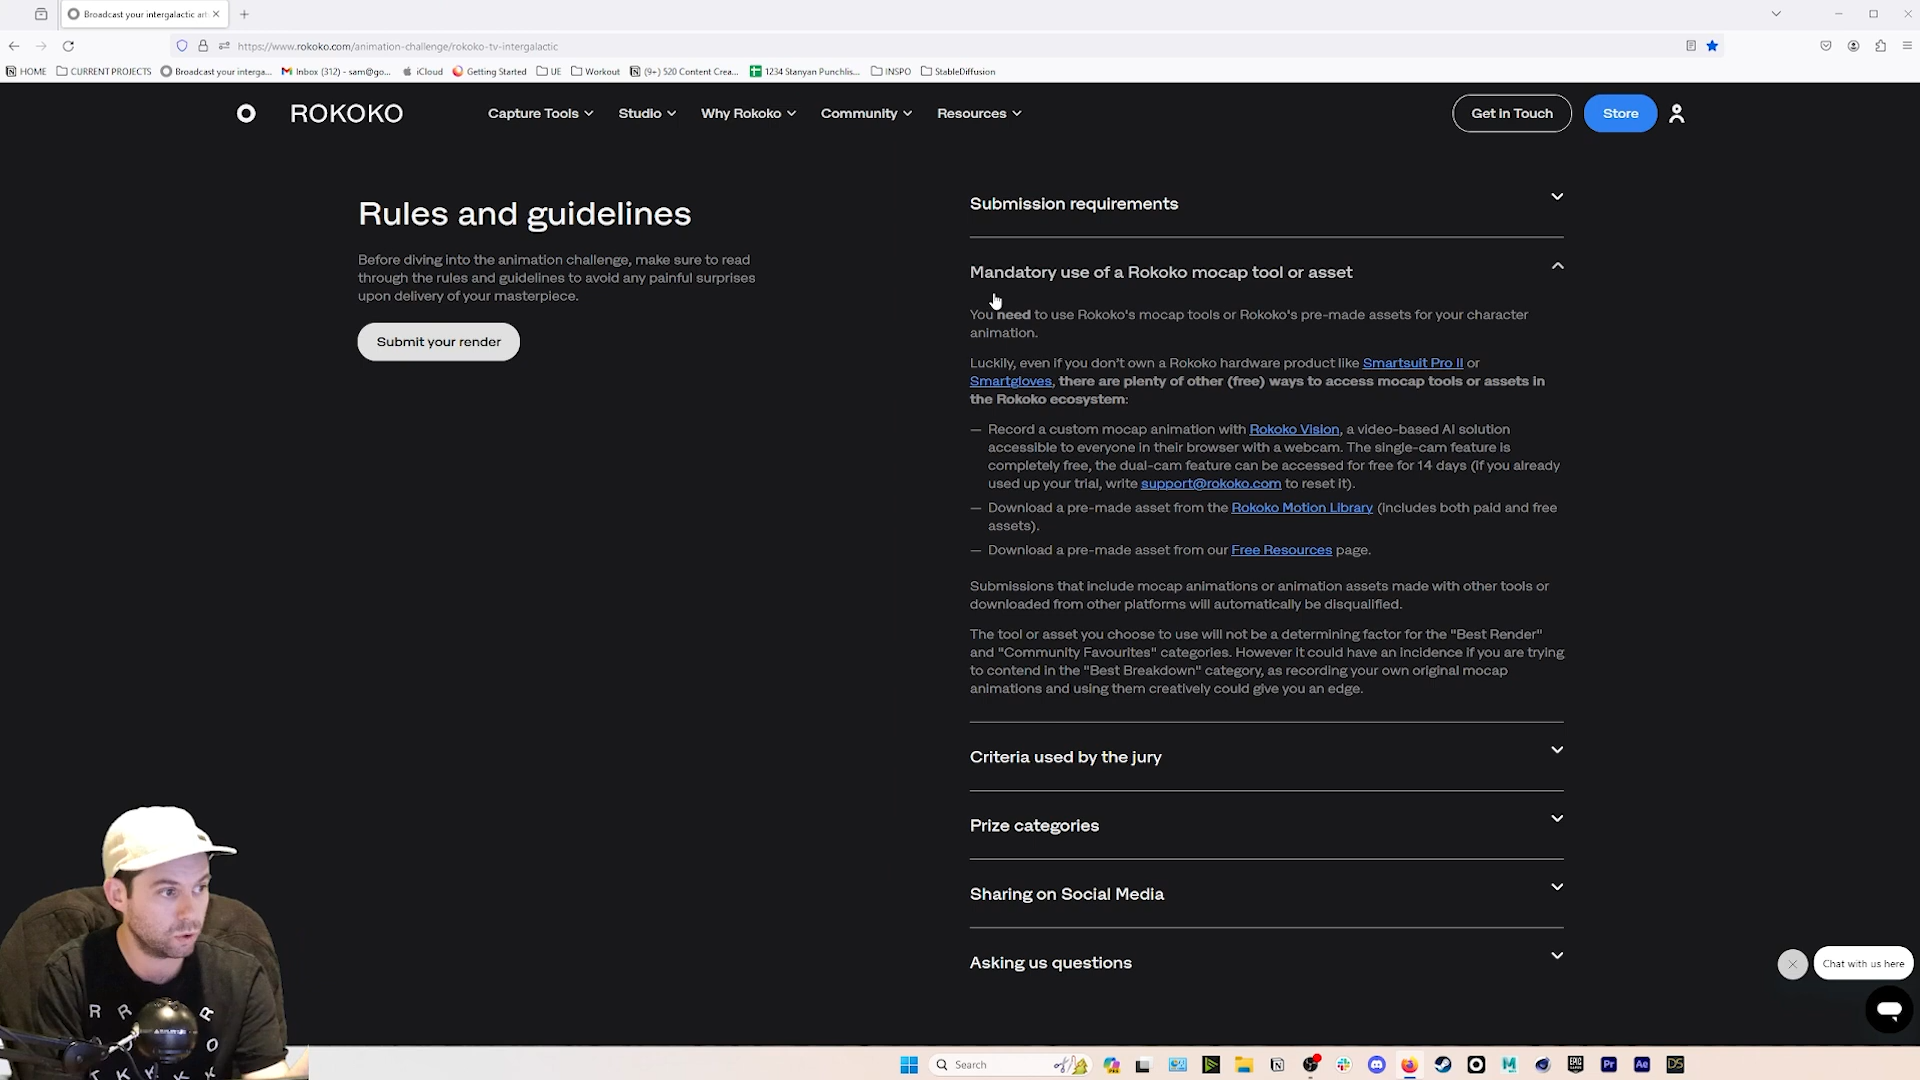 Broadcast your intergalactic art
https://www.rokoko.com/animation-challenge/rokoko-tv-intergalactic
HOME CURRENT PROJECTS Broadcast your interga... Inbox (312) - sam@go... iCloud Getting Started UE Workout (9+) 520 Content Crea... 1234 Stanyan Punchlis... INSPO StableDiffusion
ROKOKO Capture Tools Studio Why Rokoko Community Resources Get in Touch Store
Rules and guidelines
Before diving into the animation challenge, make sure to read
through the rules and guidelines to avoid any painful surprises
upon delivery of your masterpiece.
Submit your render
Submission requirements
Mandatory use of a Rokoko mocap tool or asset
You need to use Rokoko's mocap tools or Rokoko's pre-made assets for your character
animation.
Luckily, even if you don't own a Rokoko hardware product like Smartsuit Pro II or
Smartgloves, there are plenty of other (free) ways to access mocap tools or assets in
the Rokoko ecosystem:
— Record a custom mocap animation with Rokoko Vision, a video-based AI solution
accessible to everyone in their browser with a webcam. The single-cam feature is
completely free, the dual-cam feature can be accessed for free for 14 days (if you already
used up your trial, write support@rokoko.com to reset it).
— Download a pre-made asset from the Rokoko Motion Library (includes both paid and free
assets).
— Download a pre-made asset from our Free Resources page.
Submissions that include mocap animations or animation assets made with other tools or
downloaded from other platforms will automatically be disqualified.
The tool or asset you choose to use will not be a determining factor for the "Best Render"
and "Community Favourites" categories. However it could have an incidence if you are trying
to contend in the "Best Breakdown" category, as recording your own original mocap
animations and using them creatively could give you an edge.
Criteria used by the jury
Prize categories
Sharing on Social Media
Asking us questions
Chat with us here
Search
EPIC GAMES
Pr
Ae
DS